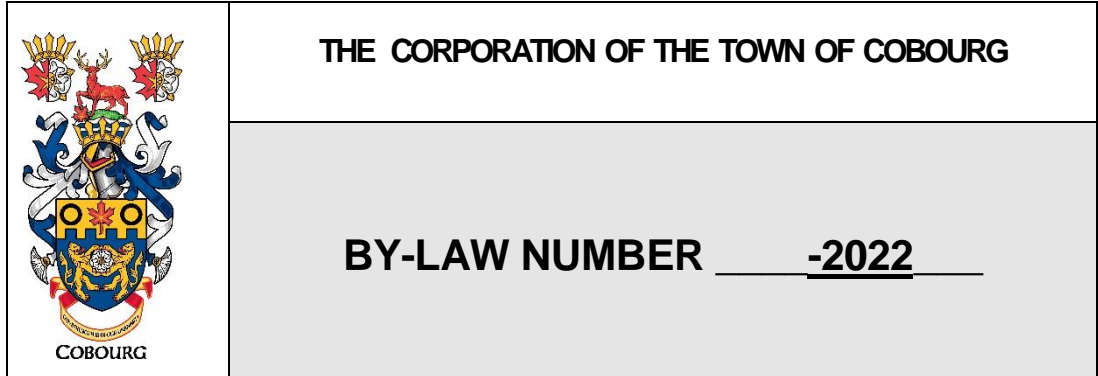 THE CORPORATION OF THE TOWN OF COBOURG
BY-LAW NUMBER ____-2022___
COBOURG